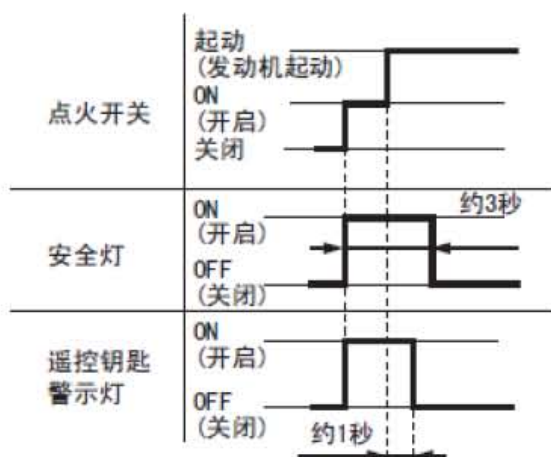 起动
(发动机起动)
点火开关
ON
(开启)
关闭
安全灯
ON
(开启)
约3秒
OFF
(关闭)
遥控钥匙
警示灯
ON
(开启)
OFF
(关闭)
约1秒